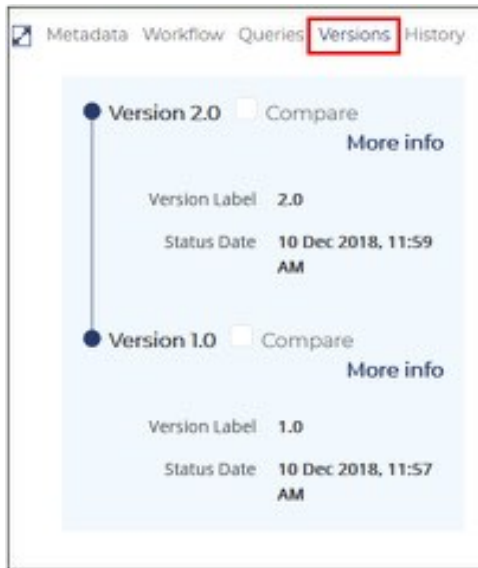 Metadata Workflow Queries Versions History
Version 2.0 Compare
More info
Version Label 2.0
Status Date 10 Dec 2018, 11:59
AM
Version 1.0 Compare
More info
Version Label 1.0
Status Date 10 Dec 2018, 11:57
AM